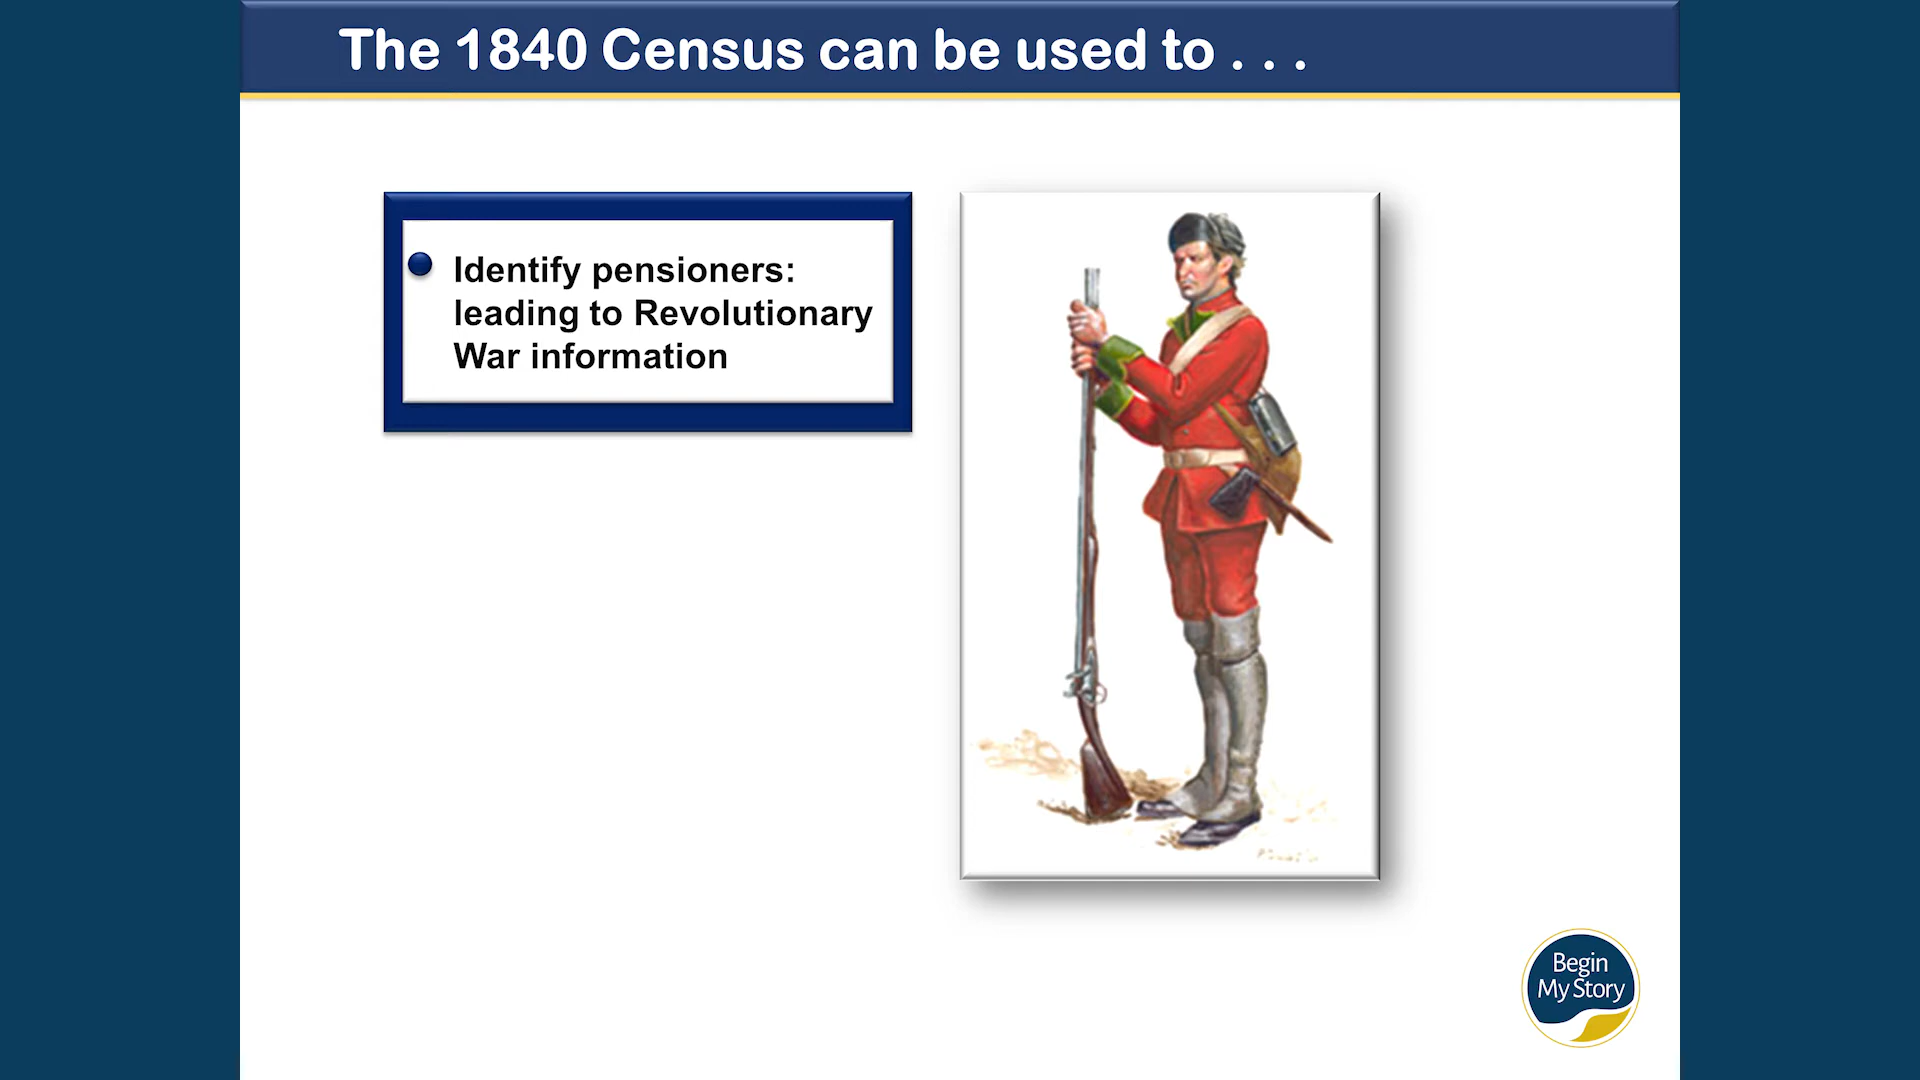 The 1840 Census can be used to . . .
Identify pensioners:
leading to Revolutionary
War information
Begin
My Story